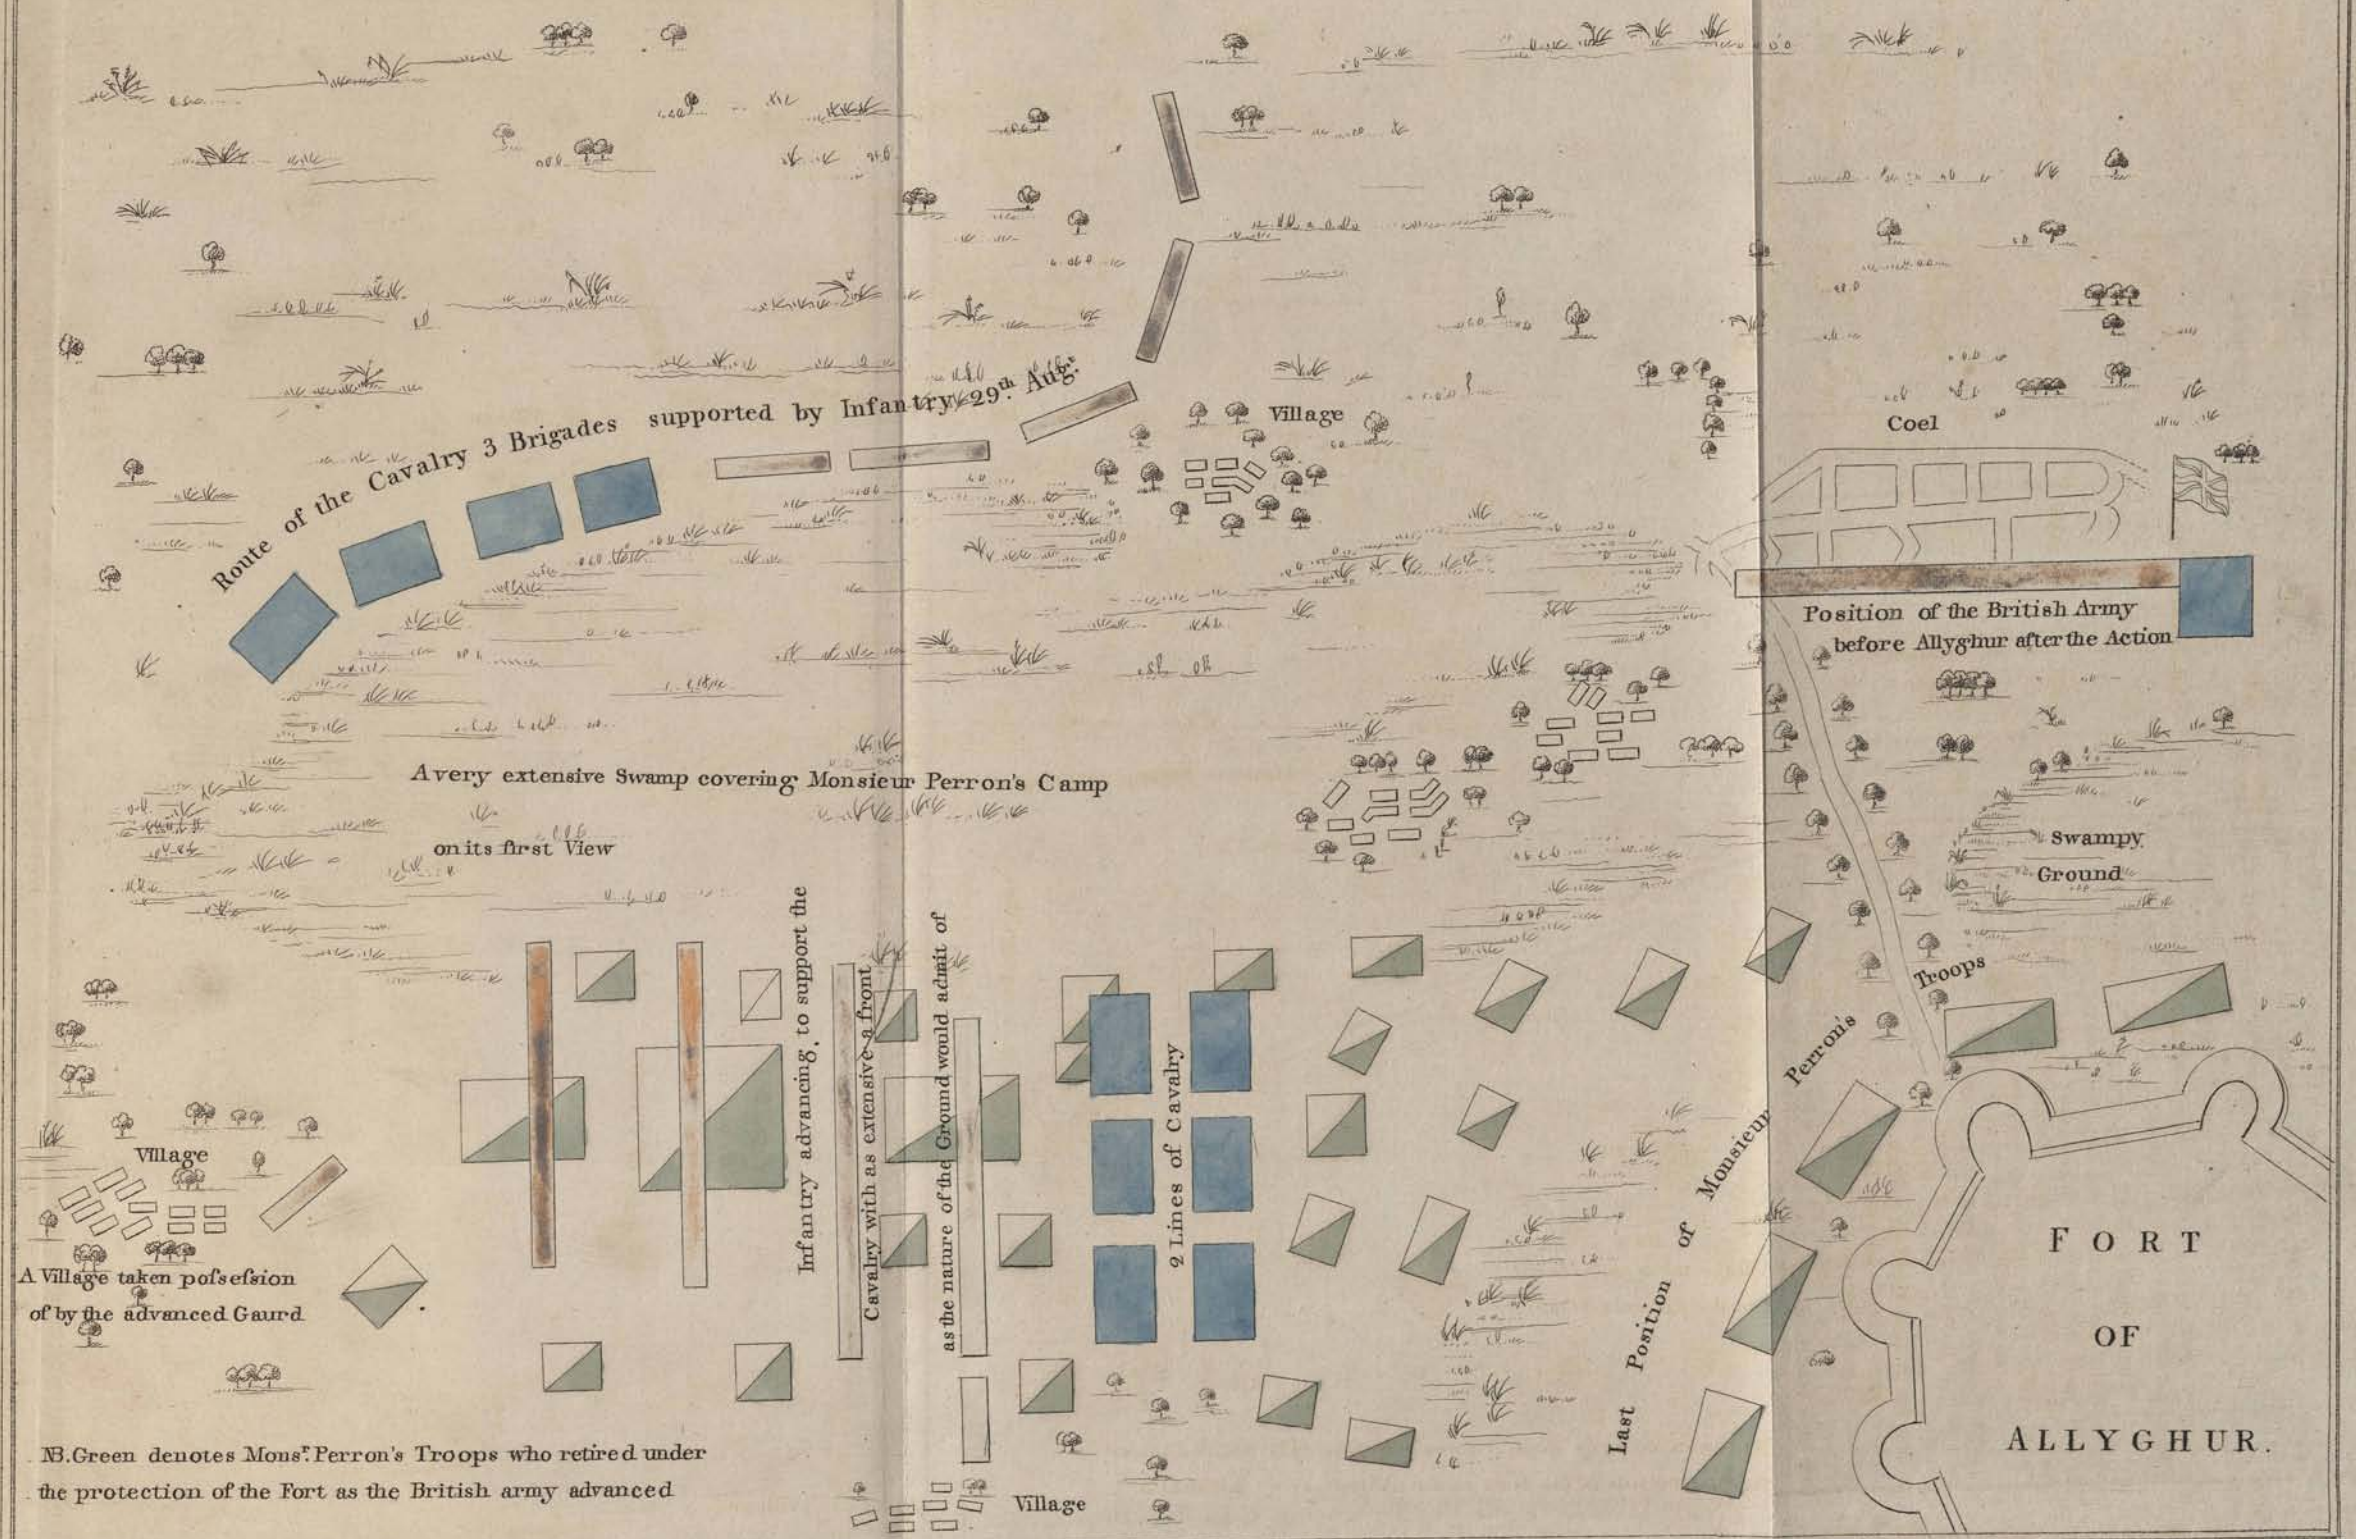 Route of the Cavalry 3 Brigades supported by Infantry 29th. Augt.
Village
Coel
Position of the British Army
before Allyghur after the Action
A very extensive Swamp covering Monsieur Perron's Camp
on its first View
Swampy
Ground
Infantry advancing to support the
Cavalry with as extensive a front
as the nature of the Ground would admit of
2 Lines of Cavalry
Last Position of Monsieur Perron's Troops
Village
A Village taken poſseſsion
of by the advanced Gaurd
FORT
OF
ALLYGHUR.
NB. Green denotes Monsr. Perron's Troops who retired under
the protection of the Fort as the British army advanced
Village